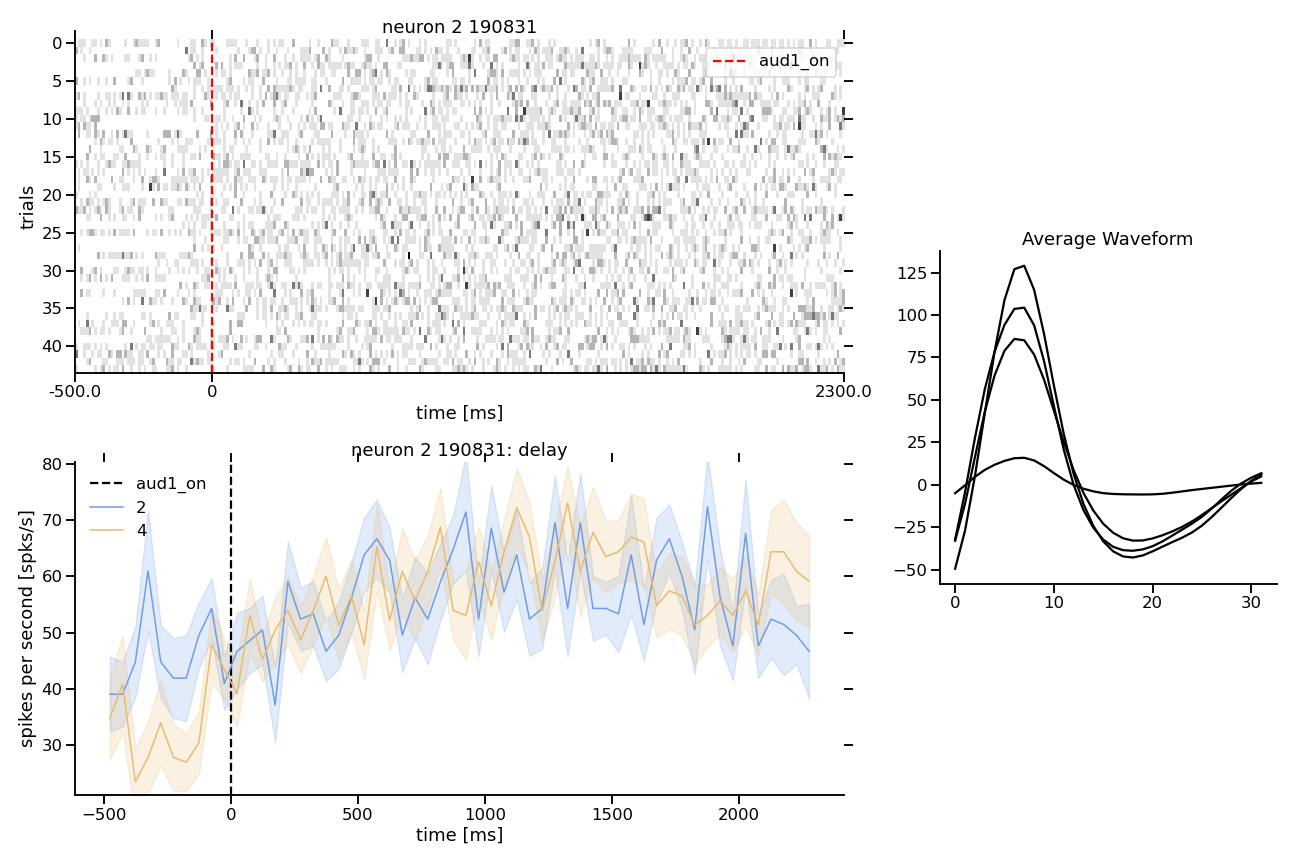 neuron 2 190831
aud1_on
0
5
10
15
20
25
30
35
40
trials
-500.0 0 2300.0
time [ms]
neuron 2 190831: delay
aud1_on
2
4
80
70
60
50
40
30
spikes per second [spks/s]
−500 0 500 1000 1500 2000
time [ms]
Average Waveform
125
100
75
50
25
0
−25
−50
0 10 20 30